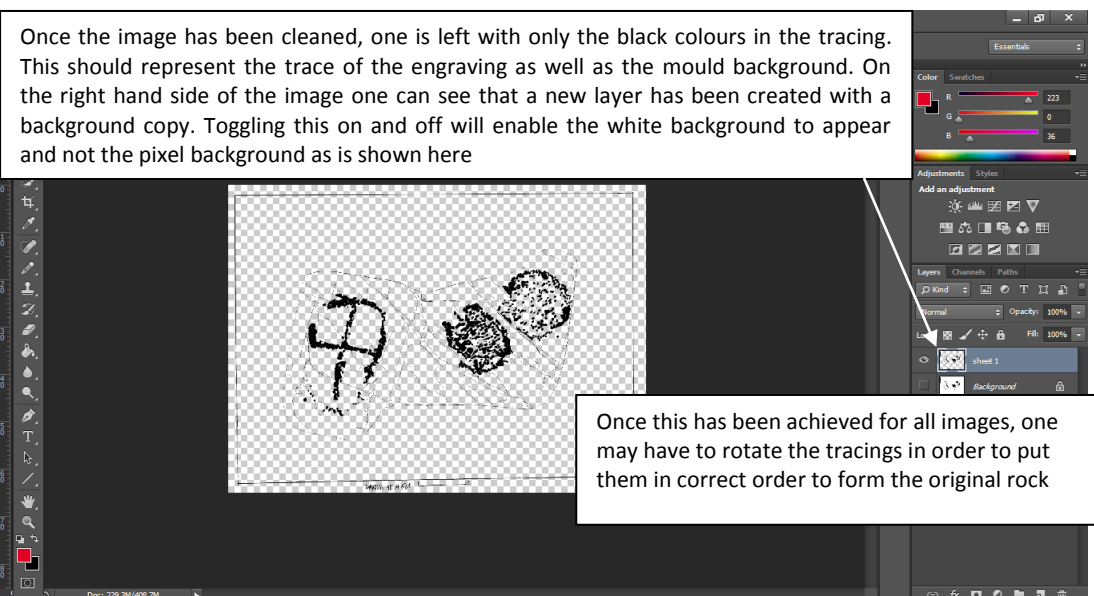 Once the image has been cleaned, one is left with only the black colours in the tracing.
This should represent the trace of the engraving as well as the mould background. On
the right hand side of the image one can see that a new layer has been created with a
background copy. Toggling this on and off will enable the white background to appear
and not the pixel background as is shown here
Essentials
Color Swatches
R 223
G 0
B 36
Adjustments Styles
Add an adjustment
Layers Channels Paths
Kind
Normal Opacity: 100%
Fill: 100%
sheet 1
Background
Once this has been achieved for all images, one
may have to rotate the tracings in order to put
them in correct order to form the original rock
Doc: 229.3M/408.7M